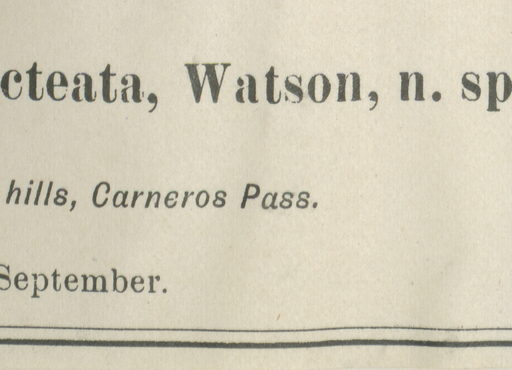 cteata, Watson, n. sp
hills, Carneros Pass.
September.